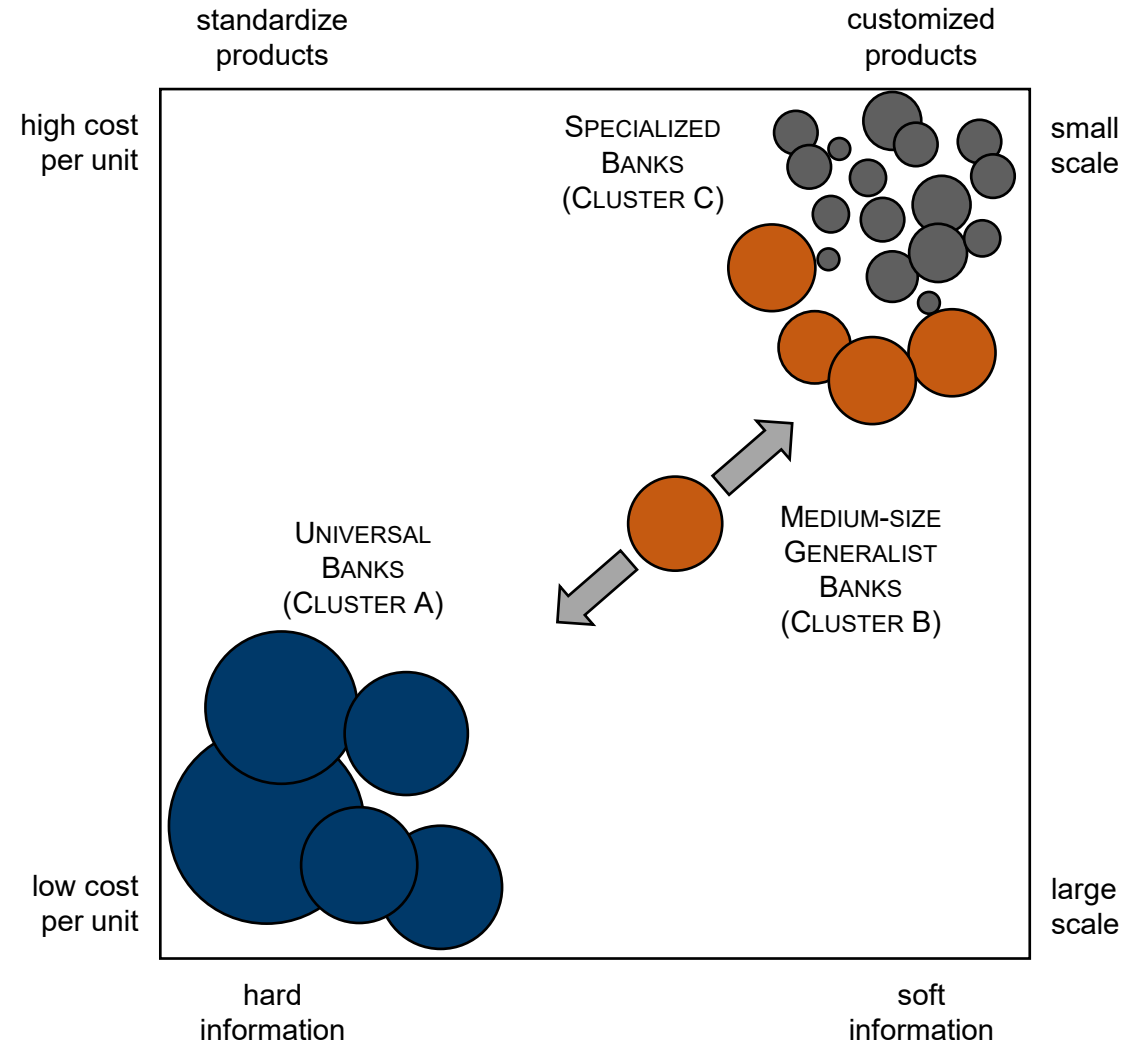 standardize
products
customized
products
high cost
per unit
small
scale
SPECIALIZED
BANKS
(CLUSTER C)
UNIVERSAL
BANKS
(CLUSTER A)
MEDIUM-SIZE
GENERALIST
BANKS
(CLUSTER B)
low cost
per unit
large
scale
hard
information
soft
information